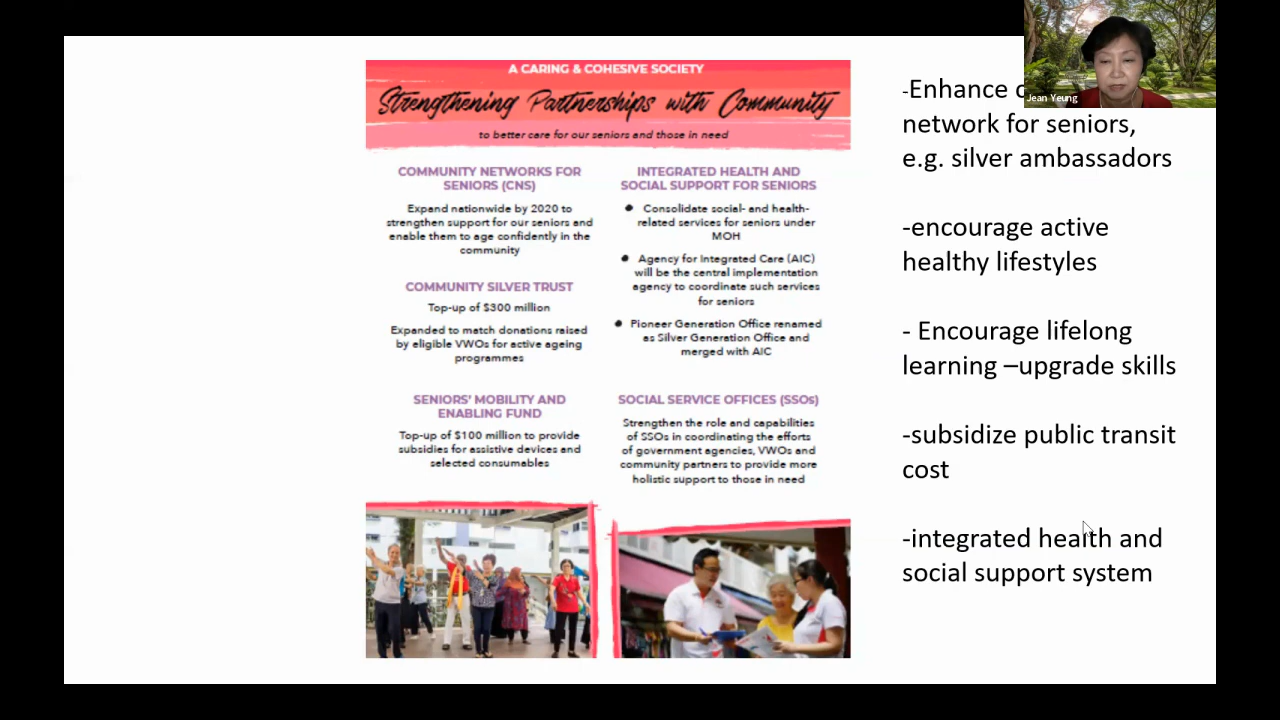 A CARING & COHESIVE SOCIETY
Strengthening Partnerships with Community
to better care for our seniors and those in need
COMMUNITY NETWORKS FOR
SENIORS (CNS)
Expand nationwide by 2020 to
strengthen support for our seniors and
enable them to age confidently in the
community
COMMUNITY SILVER TRUST
Top-up of $300 million
Expanded to match donations raised
by eligible VWOs for active ageing
programmes
SENIORS' MOBILITY AND
ENABLING FUND
Top-up of $100 million to provide
subsidies for assistive devices and
selected consumables
INTEGRATED HEALTH AND
SOCIAL SUPPORT FOR SENIORS
● Consolidate social- and health-
related services for seniors under
MOH
● Agency for Integrated Care (AIC)
will be the central implementation
agency to coordinate such services
for seniors
● Pioneer Generation Office renamed
as Silver Generation Office and
merged with AIC
SOCIAL SERVICE OFFICES (SSOs)
Strengthen the role and capabilities
of SSOs in coordinating the efforts
of government agencies, VWOs and
community partners to provide more
holistic support to those in need
-Enhance
network for seniors,
e.g. silver ambassadors
-encourage active
healthy lifestyles
- Encourage lifelong
learning –upgrade skills
-subsidize public transit
cost
-integrated health and
social support system
Jean Yeung